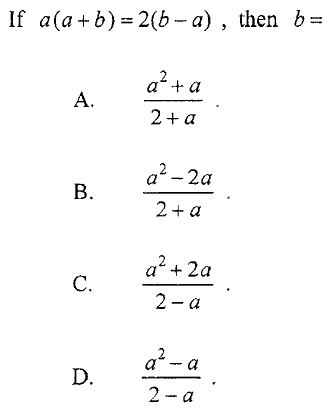 If a(a+b)=2(b−a) , then b=
A. (a²+a)/(2+a) .
B. (a²−2a)/(2+a) .
C. (a²+2a)/(2−a) .
D. (a²−a)/(2−a) .